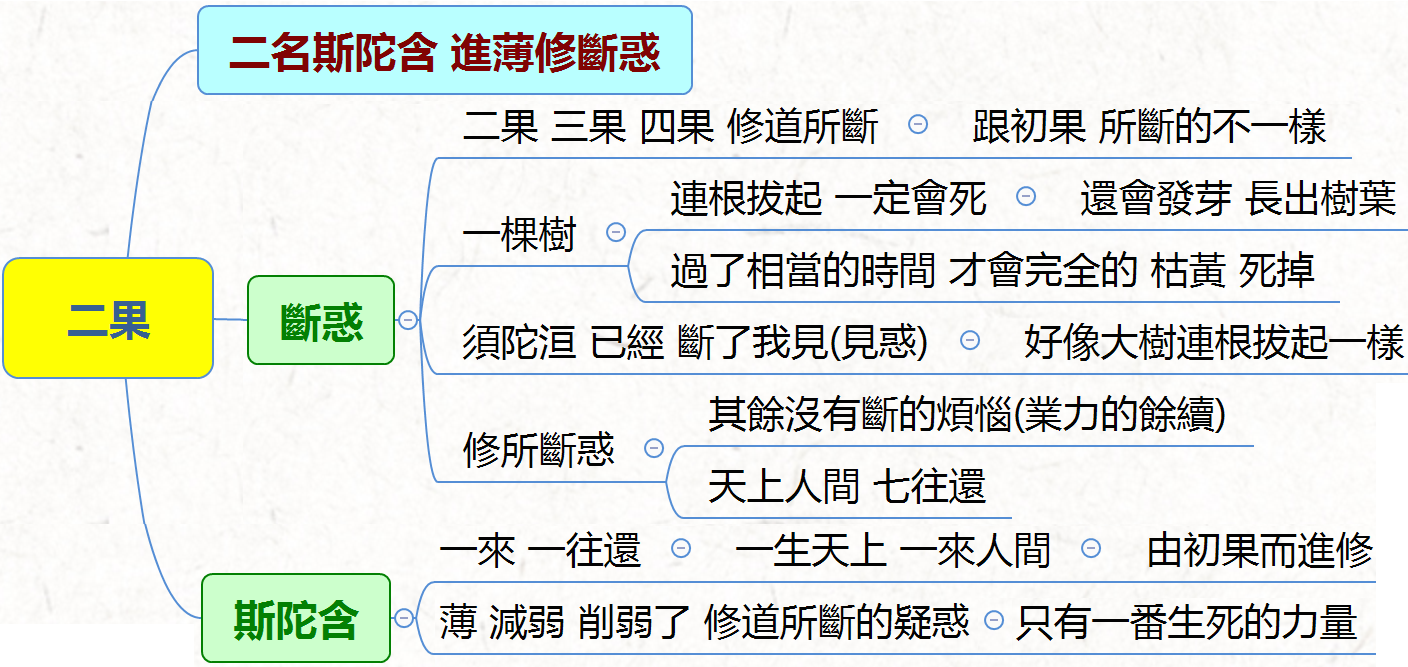 二名斯陀含 進薄修斷惑
二果
斷惑
二果 三果 四果 修道所斷 跟初果 所斷的不一樣
一棵樹
連根拔起 一定會死 還會發芽 長出樹葉
過了相當的時間 才會完全的 枯黃 死掉
須陀洹 已經 斷了我見(見惑) 好像大樹連根拔起一樣
修所斷惑
其餘沒有斷的煩惱(業力的餘續)
天上人間 七往還
斯陀含
一來 一往還 一生天上 一來人間 由初果而進修
薄 減弱 削弱了 修道所斷的疑惑 只有一番生死的力量